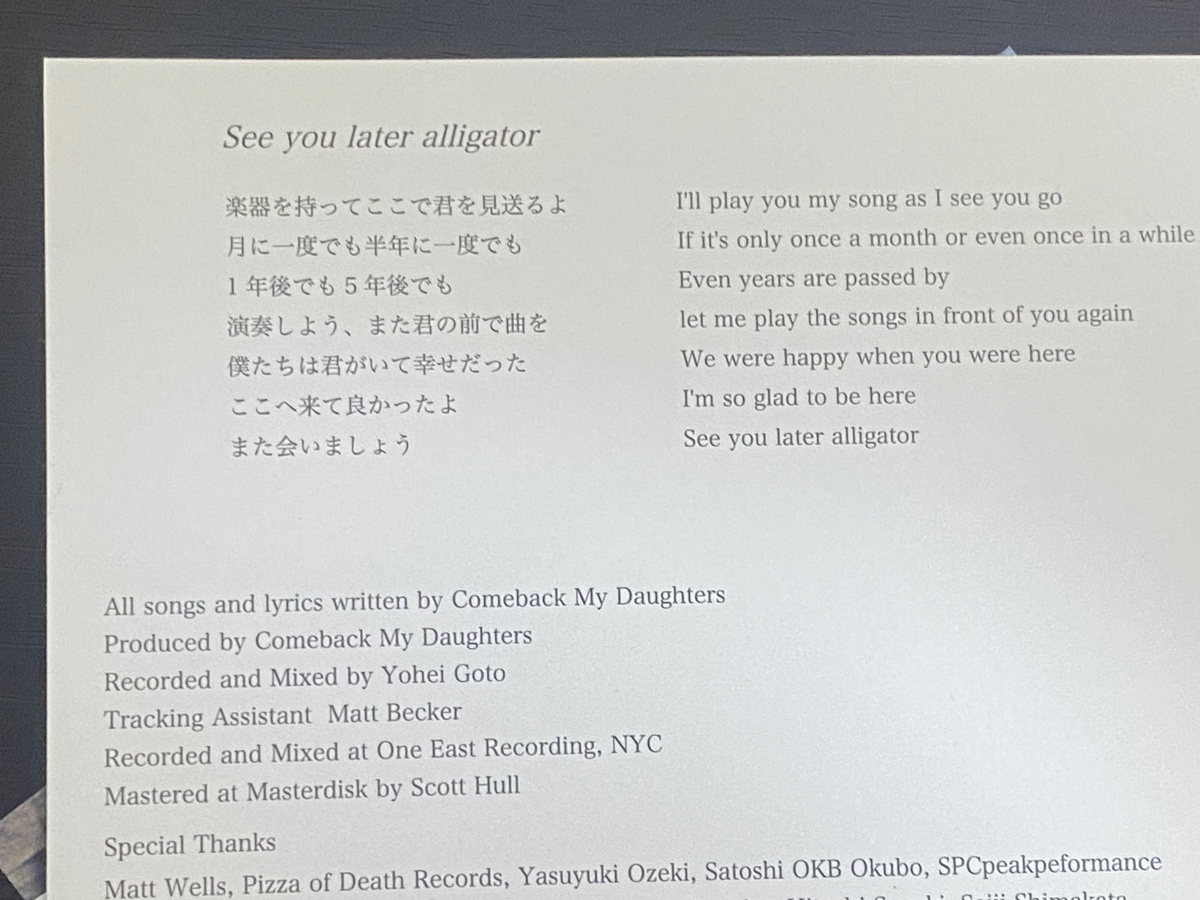 See you later alligator
楽器を持ってここで君を見送るよ
月に一度でも半年に一度でも
1 年後でも 5 年後でも
演奏しよう、また君の前で曲を
僕たちは君がいて幸せだった
ここへ来て良かったよ
また会いましょう
I'll play you my song as I see you go
If it's only once a month or even once in a while
Even years are passed by
let me play the songs in front of you again
We were happy when you were here
I'm so glad to be here
See you later alligator
All songs and lyrics written by Comeback My Daughters
Produced by Comeback My Daughters
Recorded and Mixed by Yohei Goto
Tracking Assistant  Matt Becker
Recorded and Mixed at One East Recording, NYC
Mastered at Masterdisk by Scott Hull
Special Thanks
Matt Wells, Pizza of Death Records, Yasuyuki Ozeki, Satoshi OKB Okubo, SPCpeakpeformance